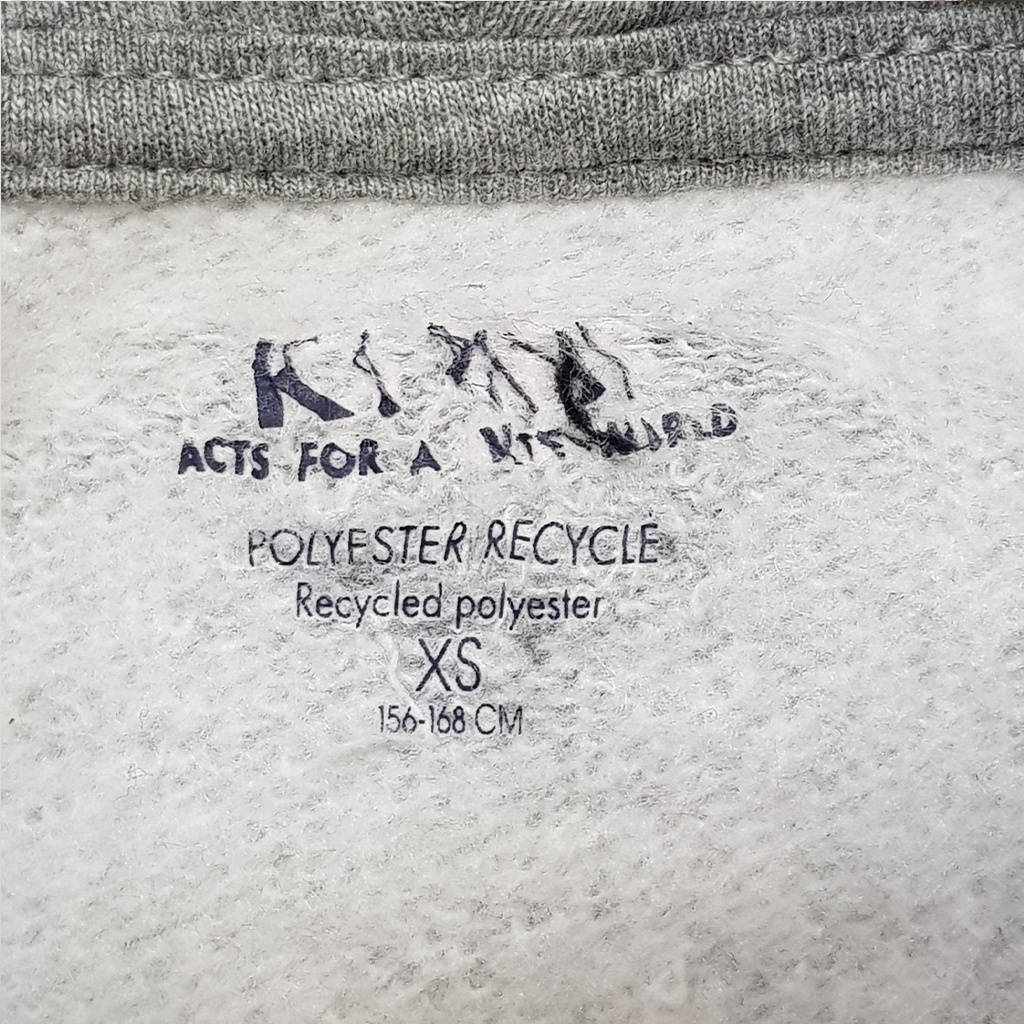 ACTS FOR A
POLYESTER RECYCLE
Recycled polyester
XS
156-168 CM